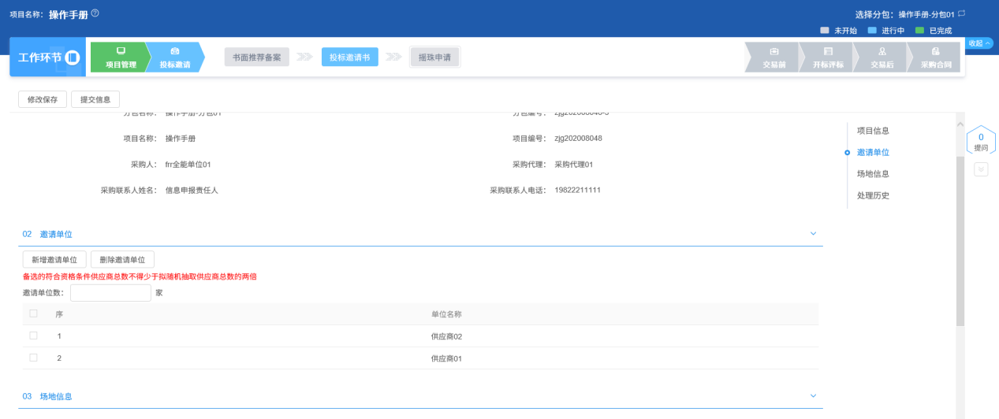 项目名称： 操作手册
选择分包： 操作手册-分包01
未开始 进行中 已完成
收起
工作环节
项目管理 投标邀请
书面推荐备案 投标邀请书 摇珠申请
交易前 开标评标 交易后 采购合同
修改保存 提交信息
分包名称： 操作手册-分包01 分包编号： zjg202008048-3
项目名称： 操作手册 项目编号： zjg202008048
采购人： frr全能单位01 采购代理： 采购代理01
采购联系人姓名： 信息申报责任人 采购联系人电话： 19822211111
项目信息
邀请单位
场地信息
处理历史
0
提问
02 邀请单位
新增邀请单位 删除邀请单位
备选的符合资格条件供应商总数不得少于拟随机抽取供应商总数的两倍
邀请单位数： 家
序 单位名称
1 供应商02
2 供应商01
03 场地信息